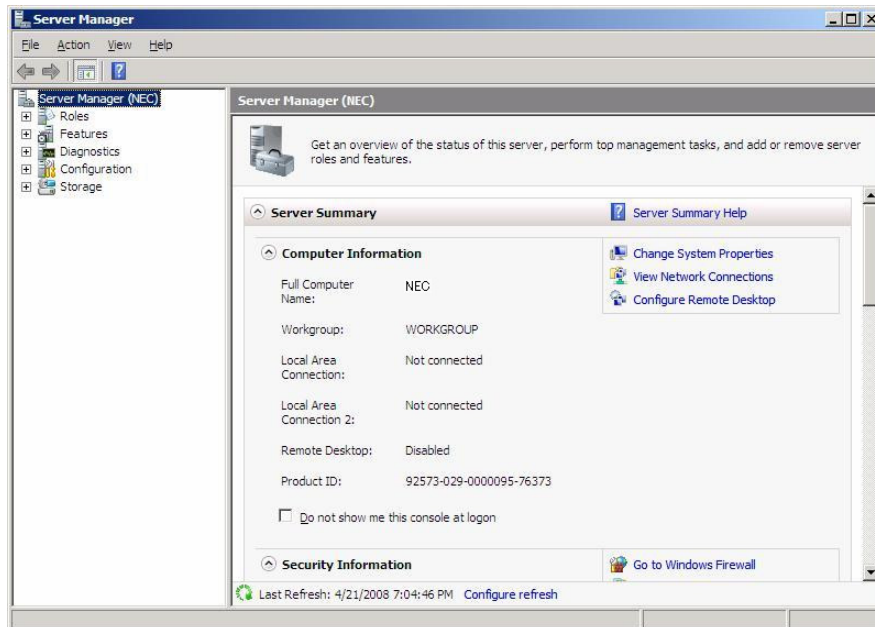 Server Manager
File Action View Help
Server Manager (NEC)
Roles
Features
Diagnostics
Configuration
Storage
Server Manager (NEC)
Get an overview of the status of this server, perform top management tasks, and add or remove server
roles and features.
Server Summary
Server Summary Help
Computer Information
Change System Properties
View Network Connections
Configure Remote Desktop
Full Computer
Name:
NEC
Workgroup:
WORKGROUP
Local Area
Connection:
Not connected
Local Area
Connection 2:
Not connected
Remote Desktop:
Disabled
Product ID:
92573-029-0000095-76373
Do not show me this console at logon
Security Information
Go to Windows Firewall
Last Refresh: 4/21/2008 7:04:46 PM Configure refresh